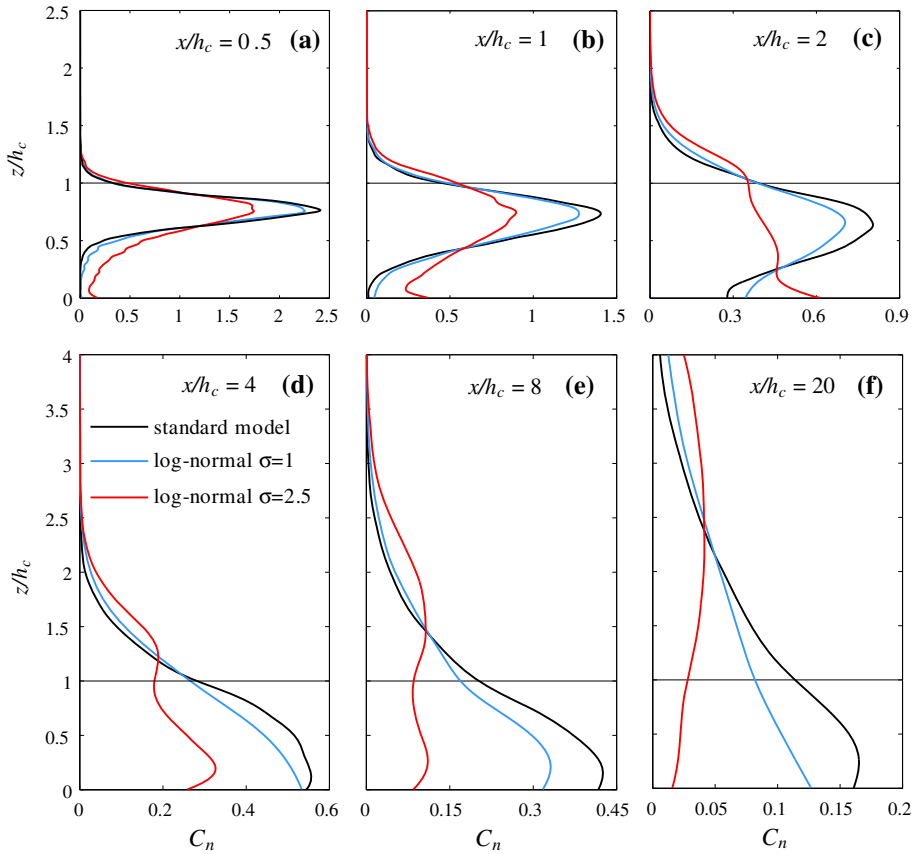 x/hc = 0.5 (a)
x/hc = 1 (b)
x/hc = 2 (c)
2.5
2
1.5
1
0.5
0
z/hc
0 0.5 1 1.5 2 2.5
0 0.5 1 1.5
0 0.3 0.6 0.9
x/hc = 4 (d)
x/hc = 8 (e)
x/hc = 20 (f)
standard model
log-normal σ=1
log-normal σ=2.5
4
3.5
3
2.5
2
1.5
1
0.5
0
z/hc
0 0.2 0.4 0.6
0 0.15 0.3 0.45
0 0.05 0.1 0.15 0.2
Cn
Cn
Cn